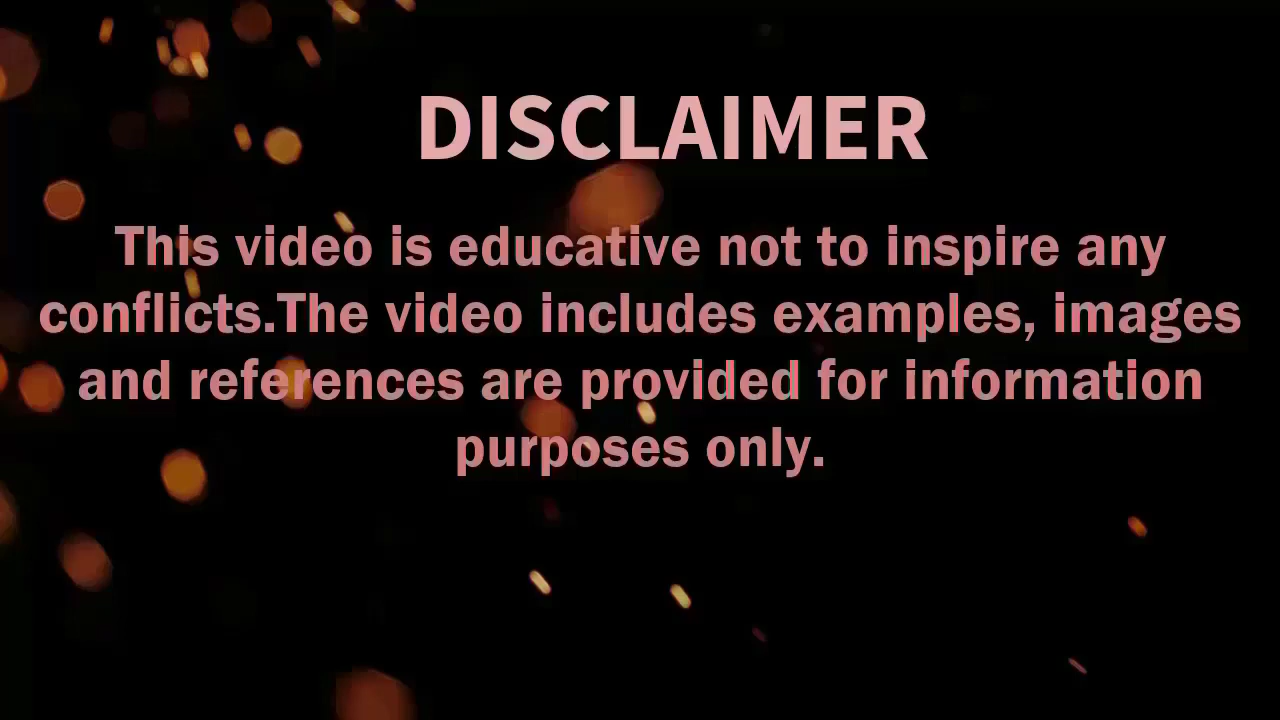 DISCLAIMER
This video is educative not to inspire any
conflicts.The video includes examples, images
and references are provided for information
purposes only.